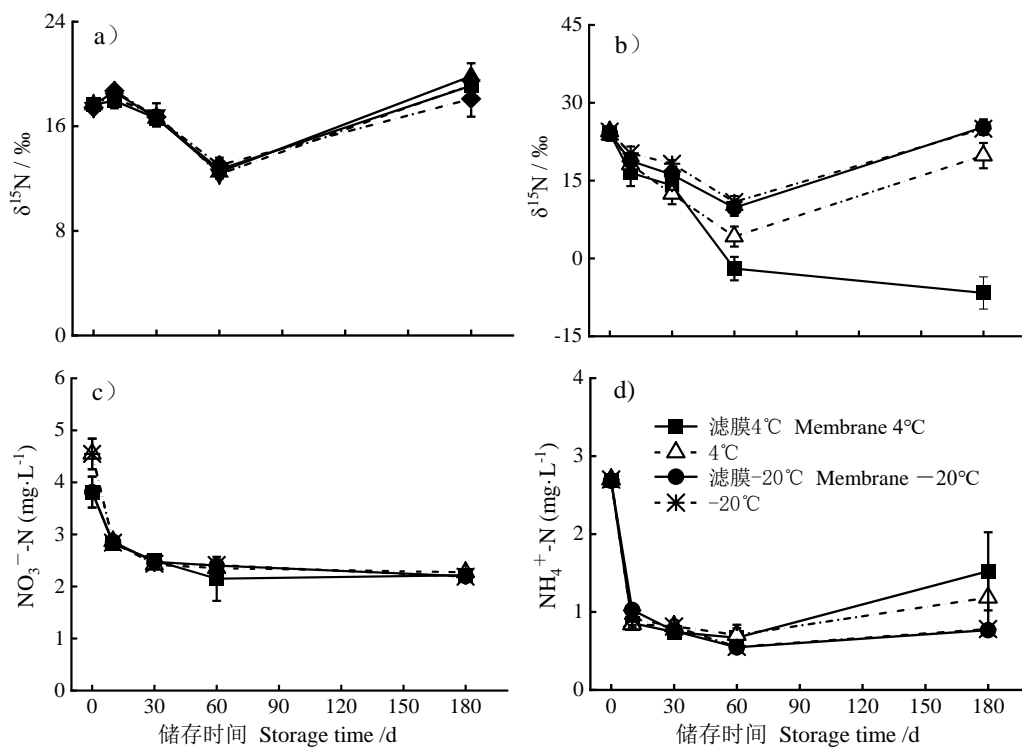 a）
24
16
8
0
δ¹⁵N / ‰
b）
45
30
15
0
-15
δ¹⁵N / ‰
c）
6
5
4
3
2
1
0
NO₃⁻-N (mg·L⁻¹)
0 30 60 90 120 150 180
储存时间 Storage time /d
d)
4
3
2
1
0
NH₄⁺-N (mg·L⁻¹)
滤膜4℃ Membrane 4℃
4℃
滤膜-20℃ Membrane －20℃
-20℃
0 30 60 90 120 150 180
储存时间 Storage time /d